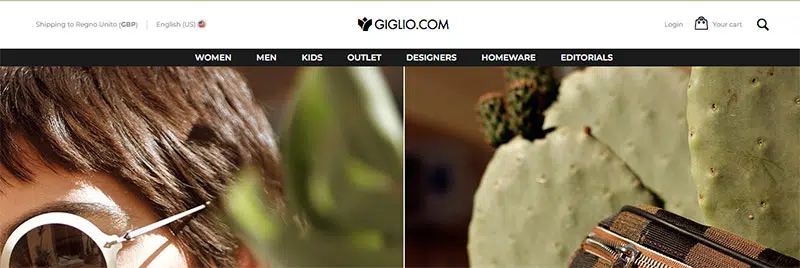 Shipping to Regno Unito (GBP) | English (US)
GIGLIO.COM
Login
Your cart
WOMEN MEN KIDS OUTLET DESIGNERS HOMEWARE EDITORIALS